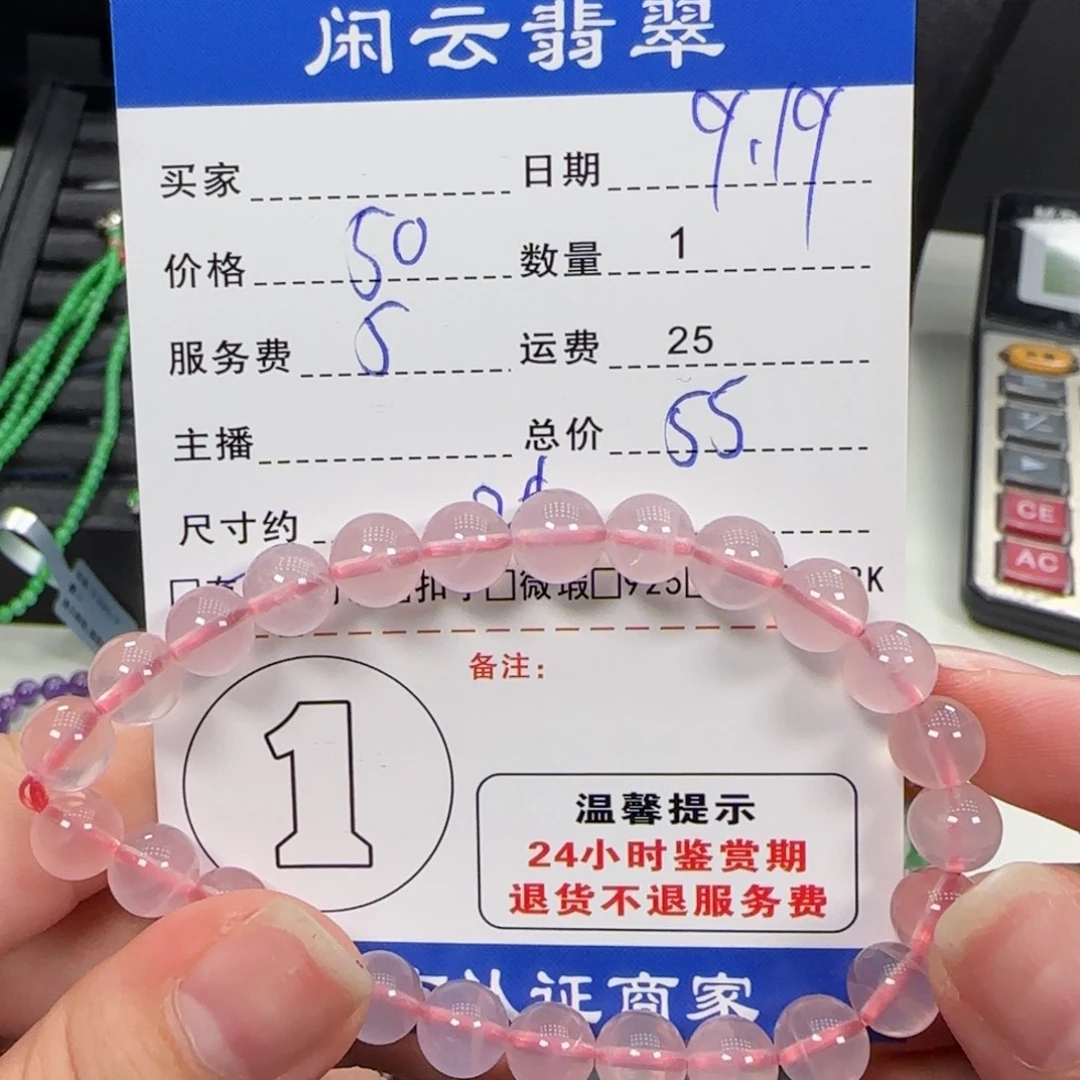 闲云翡翠
买家 日期 9.19
价格 50 数量 1
服务费 5 运费 25
主播 总价 55
尺寸约
微瑕 925 K
备注：
1
温馨提示
24小时鉴赏期
退货不退服务费
认证商家
CE
AC